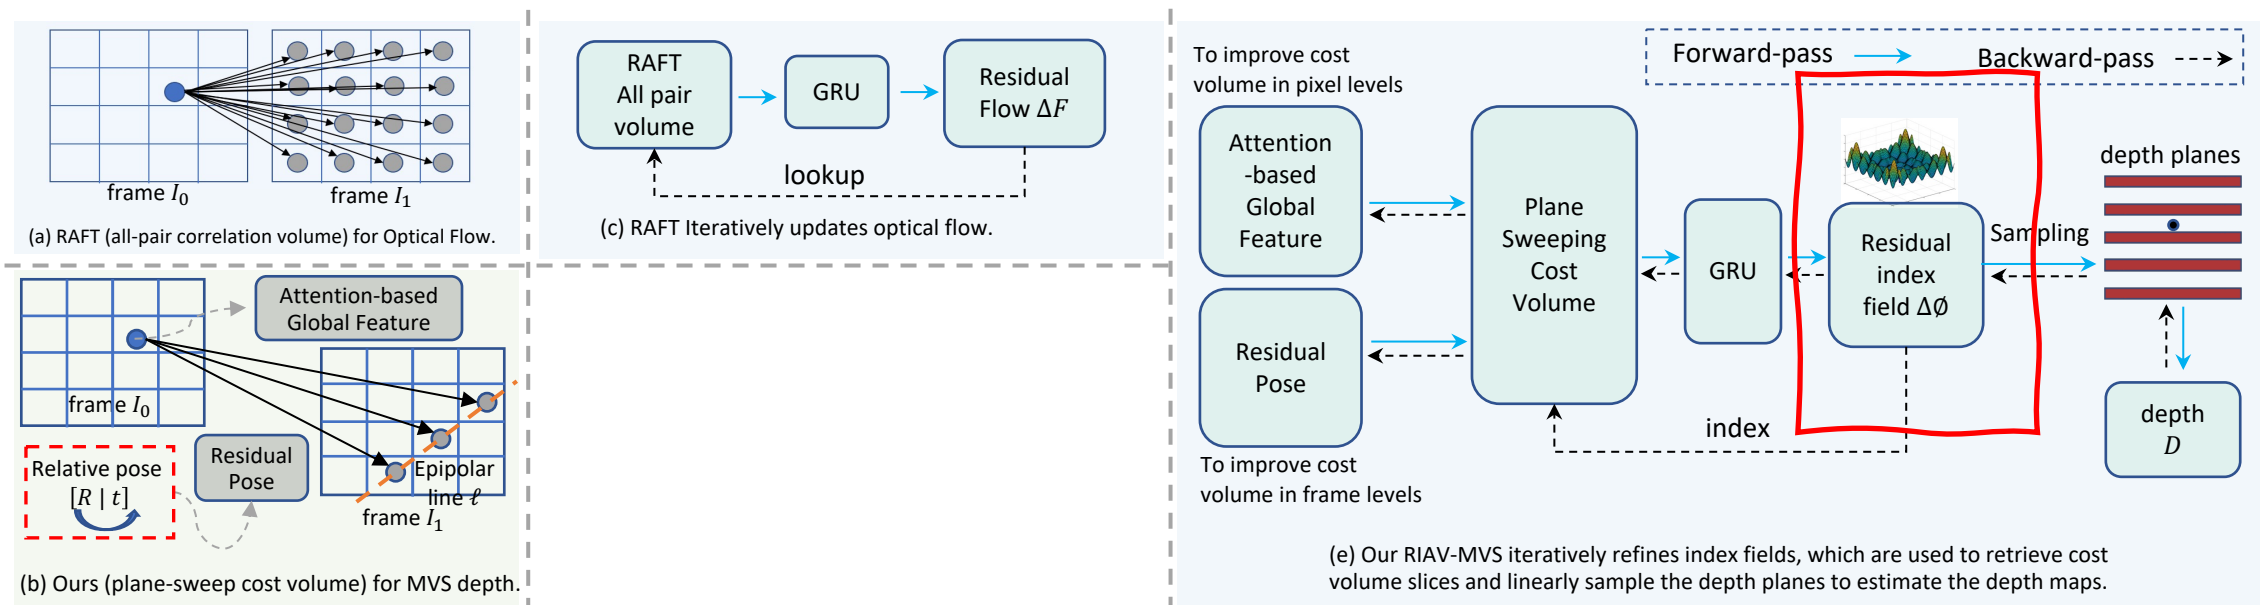 frame I₀
frame I₁
(a) RAFT (all-pair correlation volume) for Optical Flow.
Attention-based
Global Feature
frame I₀
Relative pose
[R | t]
Residual
Pose
Epipolar
line ℓ
frame I₁
(b) Ours (plane-sweep cost volume) for MVS depth.
RAFT
All pair
volume
GRU
Residual
Flow ΔF
lookup
(c) RAFT Iteratively updates optical flow.
Forward-pass
Backward-pass
To improve cost
volume in pixel levels
Attention
-based
Global
Feature
Residual
Pose
To improve cost
volume in frame levels
Plane
Sweeping
Cost
Volume
GRU
Residual
index
field ΔØ
index
Sampling
depth planes
depth
D
(e) Our RIAV-MVS iteratively refines index fields, which are used to retrieve cost
volume slices and linearly sample the depth planes to estimate the depth maps.